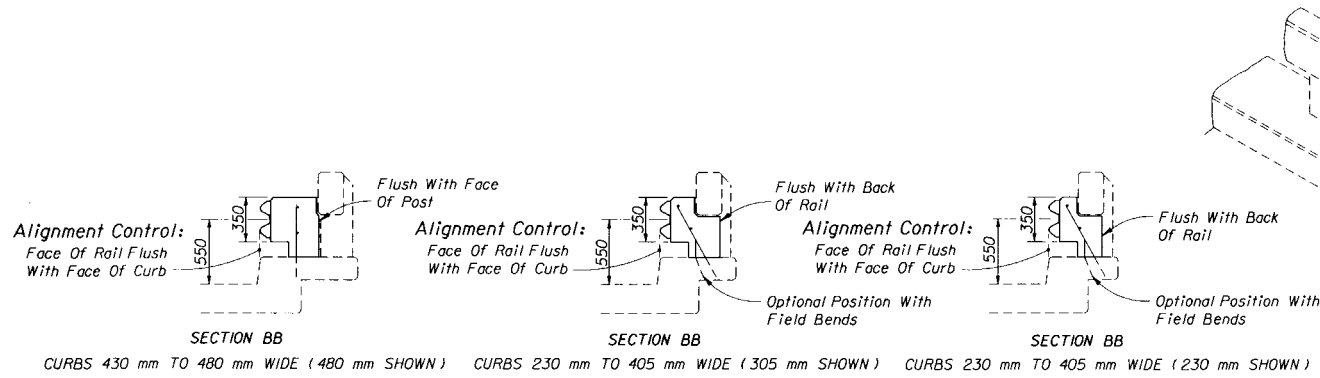 Flush With Face
Of Post
350
550
Alignment Control:
Face Of Rail Flush
With Face Of Curb
SECTION BB
CURBS 430 mm TO 480 mm WIDE (480 mm SHOWN)
Flush With Back
Of Rail
350
550
Alignment Control:
Face Of Rail Flush
With Face Of Curb
Optional Position With
Field Bends
SECTION BB
CURBS 230 mm TO 405 mm WIDE (305 mm SHOWN)
Flush With Back
Of Rail
350
550
Alignment Control:
Face Of Rail Flush
With Face Of Curb
Optional Position With
Field Bends
SECTION BB
CURBS 230 mm TO 405 mm WIDE (230 mm SHOWN)